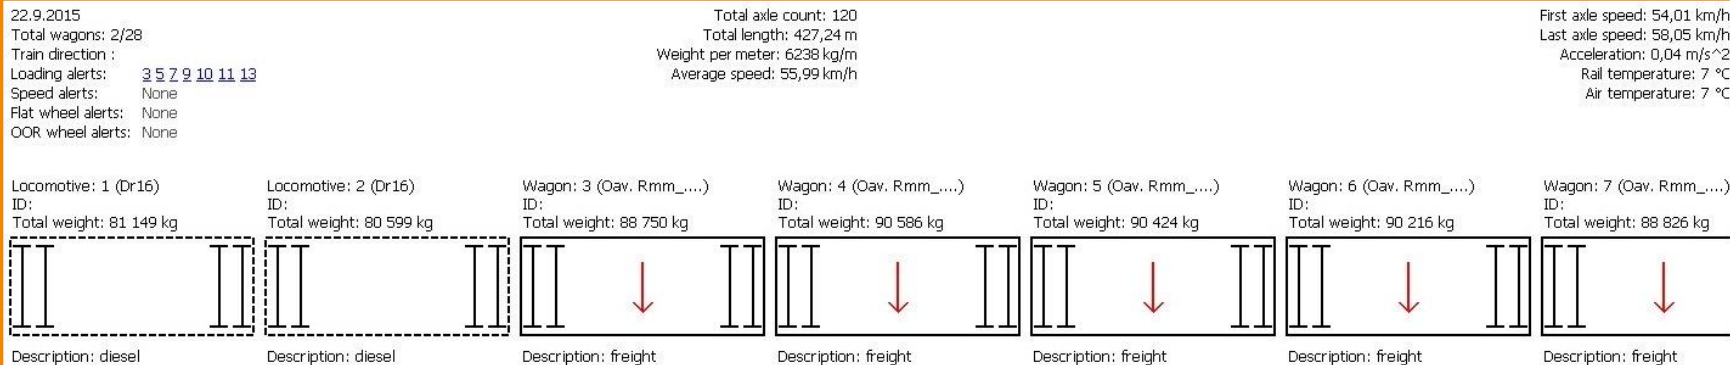 22.9.2015
Total wagons: 2/28
Train direction :
Loading alerts: 3 5 7 9 10 11 13
Speed alerts: None
Flat wheel alerts: None
OOR wheel alerts: None
Total axle count: 120
Total length: 427,24 m
Weight per meter: 6238 kg/m
Average speed: 55,99 km/h
First axle speed: 54,01 km/h
Last axle speed: 58,05 km/h
Acceleration: 0,04 m/s^2
Rail temperature: 7 °C
Air temperature: 7 °C
Locomotive: 1 (Dr16)
ID:
Total weight: 81 149 kg
Description: diesel
Locomotive: 2 (Dr16)
ID:
Total weight: 80 599 kg
Description: diesel
Wagon: 3 (Oav. Rmm_....)
ID:
Total weight: 88 750 kg
Description: freight
Wagon: 4 (Oav. Rmm_....)
ID:
Total weight: 90 586 kg
Description: freight
Wagon: 5 (Oav. Rmm_....)
ID:
Total weight: 90 424 kg
Description: freight
Wagon: 6 (Oav. Rmm_....)
ID:
Total weight: 90 216 kg
Description: freight
Wagon: 7 (Oav. Rmm_....)
ID:
Total weight: 88 826 kg
Description: freight